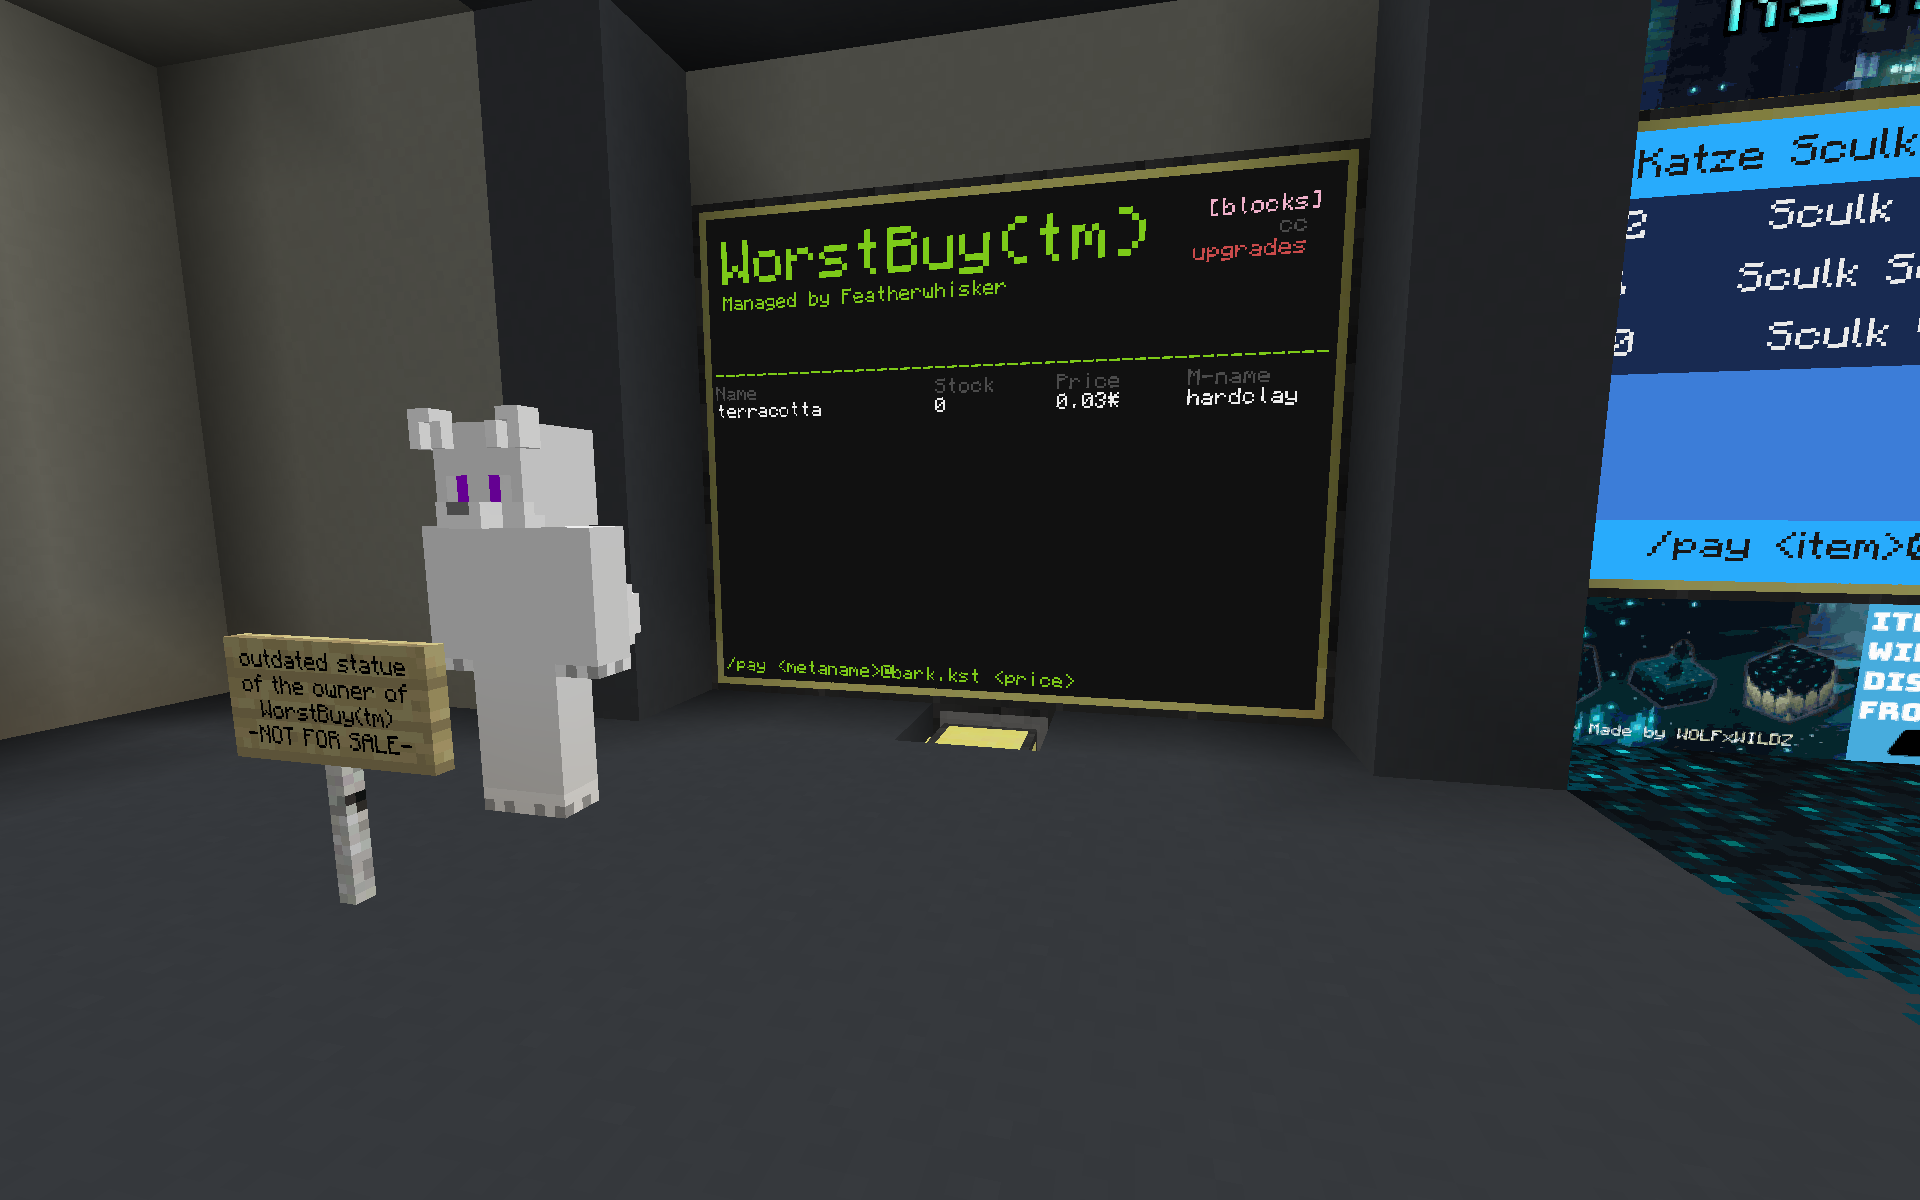 WorstBuy(tm)
Managed by Featherwhisker
[blocks]
cc
upgrades
Name Stock Price M-name
terracotta 0 0.03* hardclay
/pay <metaname>@bark.kst <price>
outdated statue
of the owner of
WorstBuy(tm)
-NOT FOR SALE-
Katze Sculk
Sculk
Sculk
Sculk
/pay <item>@
Made by WOLFxWILDZ